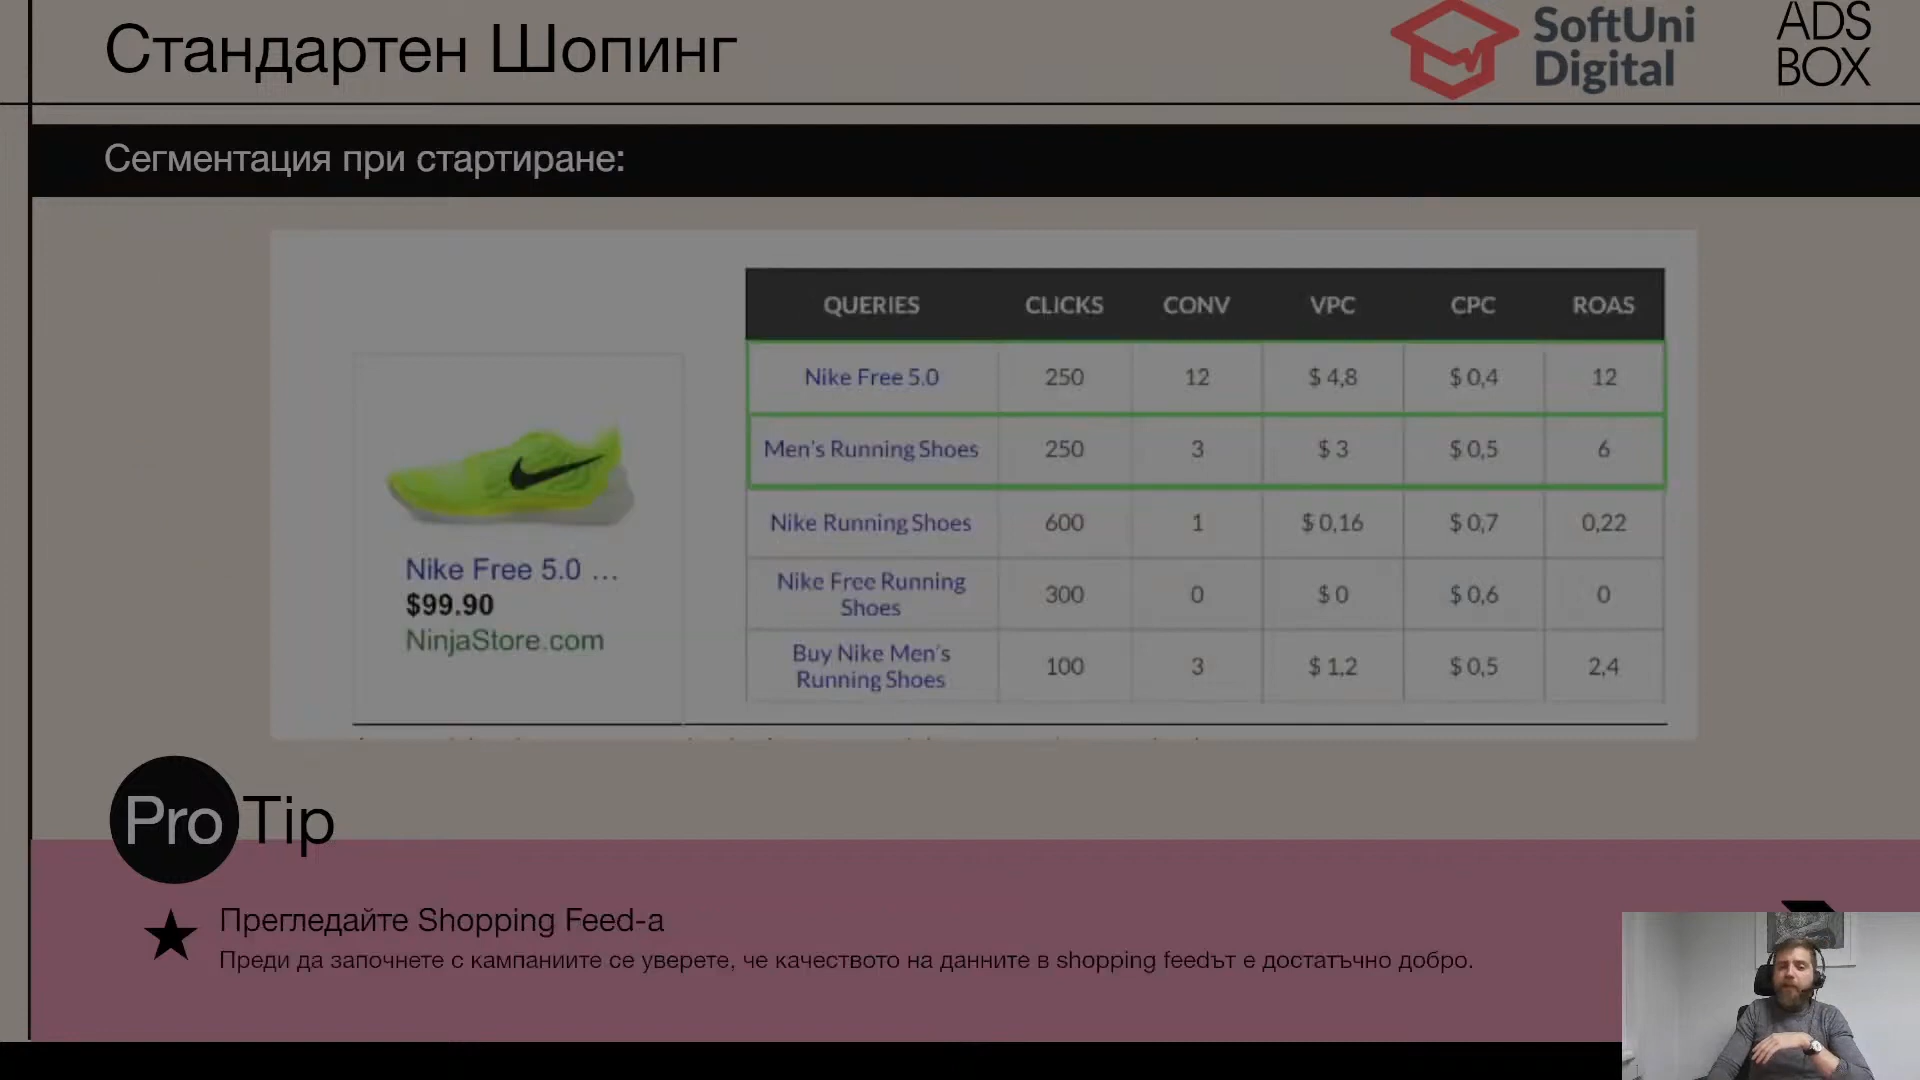 Стандартен Шопинг
SoftUni
Digital
ADS
BOX
Сегментация при стартиране:
QUERIES CLICKS CONV VPC CPC ROAS
Nike Free 5.0 250 12 $ 4,8 $ 0,4 12
Men's Running Shoes 250 3 $ 3 $ 0,5 6
Nike Running Shoes 600 1 $ 0,16 $ 0,7 0,22
Nike Free Running
Shoes 300 0 $ 0 $ 0,6 0
Buy Nike Men's
Running Shoes 100 3 $ 1,2 $ 0,5 2,4
Nike Free 5.0 ...
$99.90
NinjaStore.com
Pro Tip
Прегледайте Shopping Feed-а
Преди да започнете с кампаниите се уверете, че качеството на данните в shopping feedът е достатъчно добро.